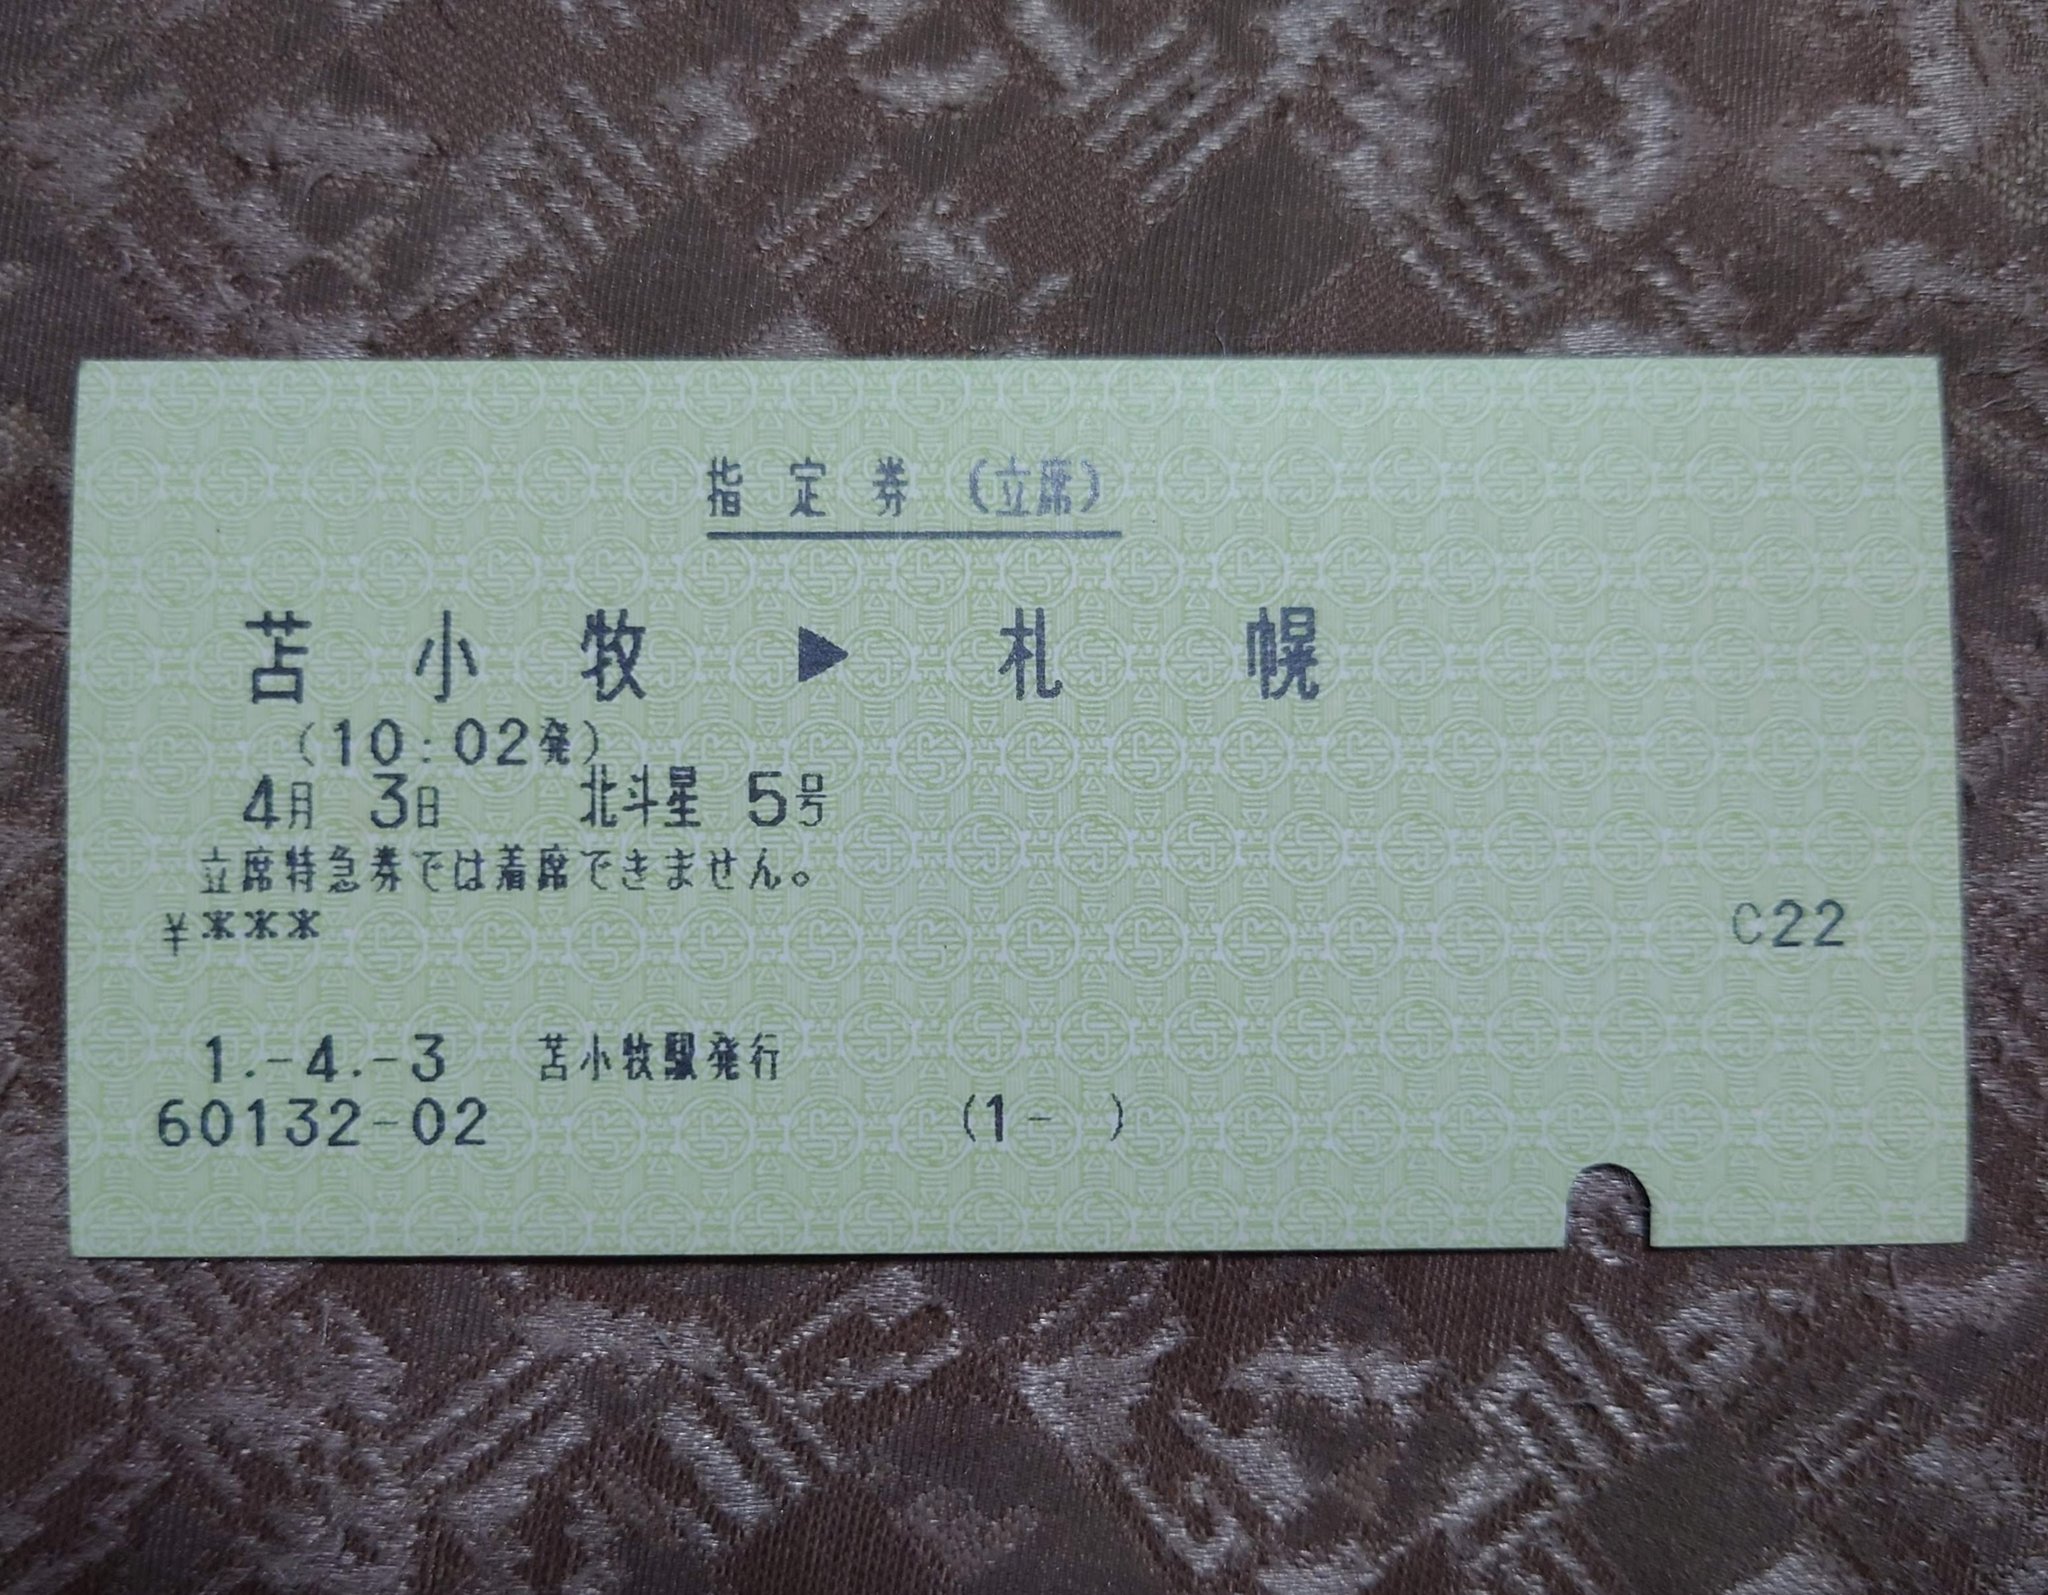 指定券（立席）
苫小牧▶札幌
（10：02発）
4月 3日 北斗星 5号
立席特急券では着席できません。
¥***
C22
1.-4.-3 苫小牧駅発行
60132-02 （1- ）